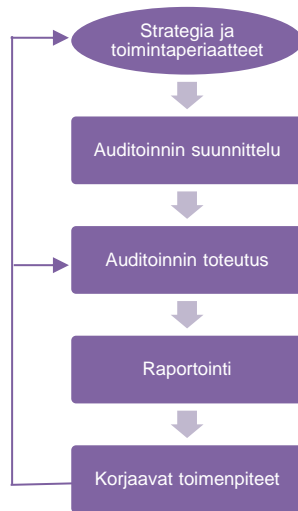 Strategia ja
toimintaperiaatteet
Auditoinnin suunnittelu
Auditoinnin toteutus
Raportointi
Korjaavat toimenpiteet